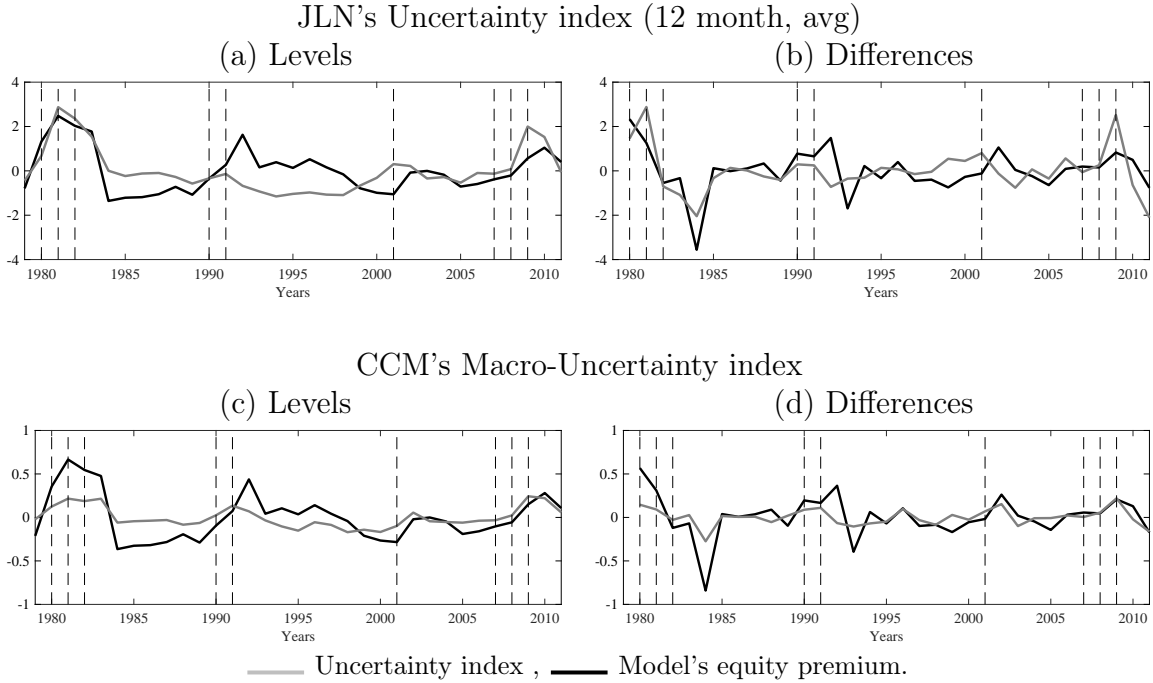 JLN's Uncertainty index (12 month, avg)
(a) Levels
(b) Differences
4
2
0
-2
-4
1980 1985 1990 1995 2000 2005 2010
Years
4
2
0
-2
-4
1980 1985 1990 1995 2000 2005 2010
Years
CCM's Macro-Uncertainty index
(c) Levels
(d) Differences
1
0.5
0
-0.5
-1
1980 1985 1990 1995 2000 2005 2010
Years
1
0.5
0
-0.5
-1
1980 1985 1990 1995 2000 2005 2010
Years
Uncertainty index , Model's equity premium.